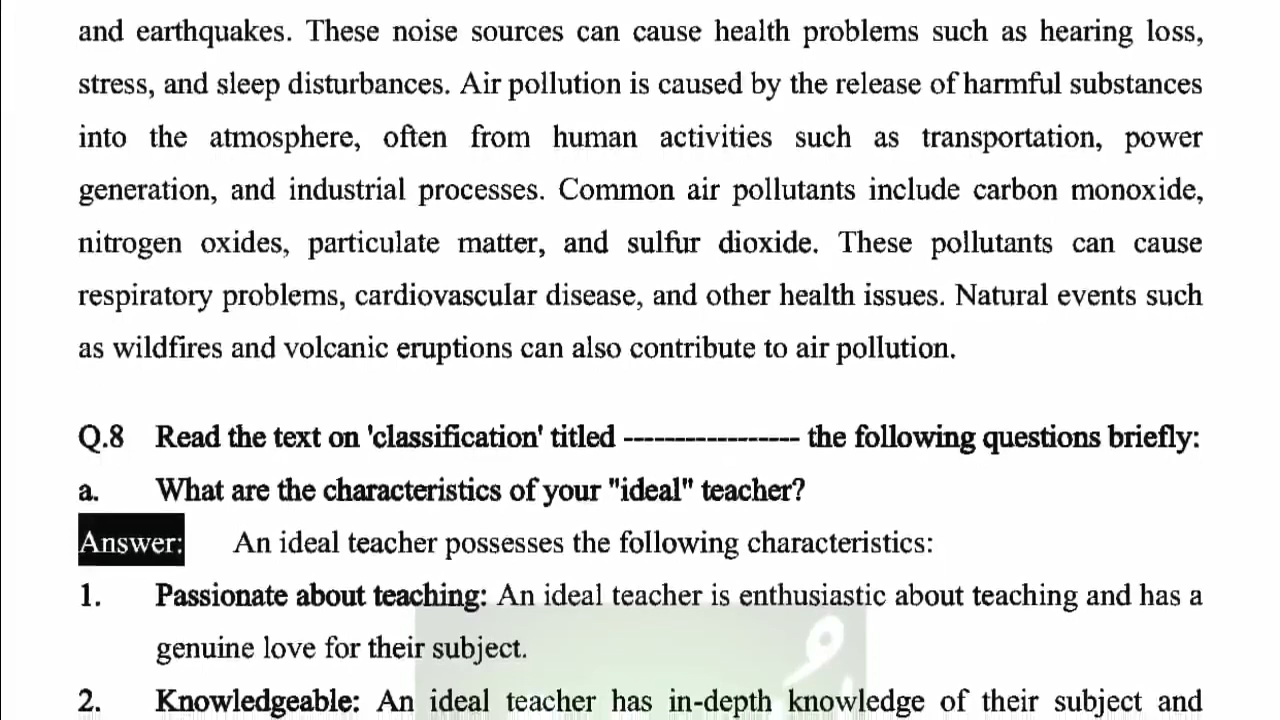 and earthquakes. These noise sources can cause health problems such as hearing loss,
stress, and sleep disturbances. Air pollution is caused by the release of harmful substances
into the atmosphere, often from human activities such as transportation, power
generation, and industrial processes. Common air pollutants include carbon monoxide,
nitrogen oxides, particulate matter, and sulfur dioxide. These pollutants can cause
respiratory problems, cardiovascular disease, and other health issues. Natural events such
as wildfires and volcanic eruptions can also contribute to air pollution.
Q.8 Read the text on 'classification' titled ----------------- the following questions briefly:
a. What are the characteristics of your "ideal" teacher?
Answer: An ideal teacher possesses the following characteristics:
1. Passionate about teaching: An ideal teacher is enthusiastic about teaching and has a
genuine love for their subject.
2. Knowledgeable: An ideal teacher has in-depth knowledge of their subject and